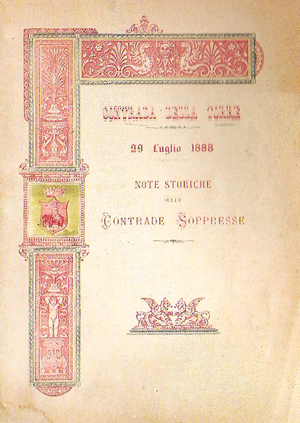 CONTRADA DELLA TORRE
29 Luglio 1888
NOTE STORICHE
DELLE
CONTRADE SOPPRESSE